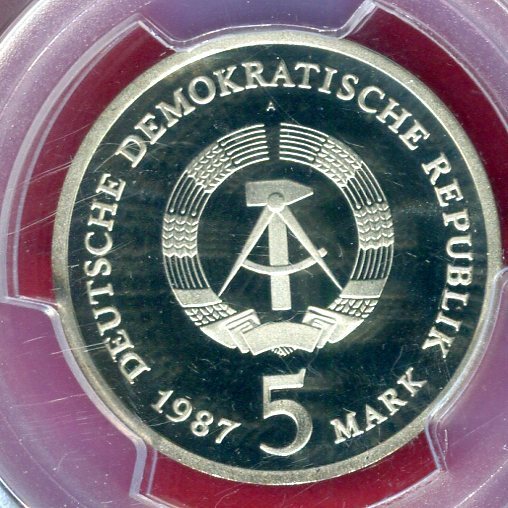 DEUTSCHE DEMOKRATISCHE REPUBLIK
A
1987 5 MARK